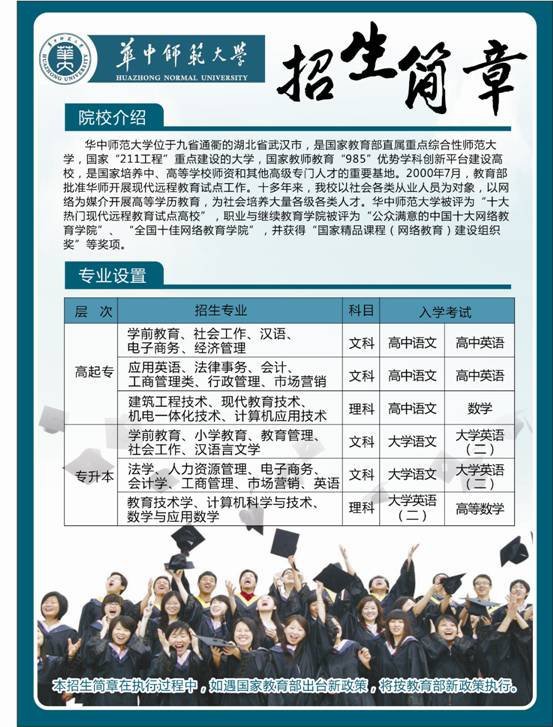 華中師範大學
HUAZHONG NORMAL UNIVERSITY
招生简章
院校介绍
华中师范大学位于九省通衢的湖北省武汉市，是国家教育部直属重点综合性师范大
学，国家“211工程”重点建设的大学，国家教师教育“985”优势学科创新平台建设高
校，是国家培养中、高等学校师资和其他高级专门人才的重要基地。2000年7月，教育部
批准华师开展现代远程教育试点工作。十多年来，我校以社会各类从业人员为对象，以网
络为媒介开展高等学历教育，为社会培养大量各级各类人才。华中师范大学被评为“十大
热门现代远程教育试点高校”，职业与继续教育学院被评为“公众满意的中国十大网络教
育学院”、“全国十佳网络教育学院”，并获得“国家精品课程（网络教育）建设组织
奖”等奖项。
专业设置
层 次 招生专业 科目 入学考试
高起专
学前教育、社会工作、汉语、
电子商务、经济管理
文科 高中语文 高中英语
应用英语、法律事务、会计、
工商管理类、行政管理、市场营销
文科 高中语文 高中英语
建筑工程技术、现代教育技术、
机电一体化技术、计算机应用技术
理科 高中语文 数学
专升本
学前教育、小学教育、教育管理、
社会工作、汉语言文学
文科 大学语文 大学英语
（二）
法学、人力资源管理、电子商务、
会计学、工商管理、市场营销、英语
文科 大学语文 大学英语
（二）
教育技术学、计算机科学与技术、
数学与应用数学
理科 大学英语
（二）
高等数学
本招生简章在执行过程中，如遇国家教育部出台新政策，将按教育部新政策执行。